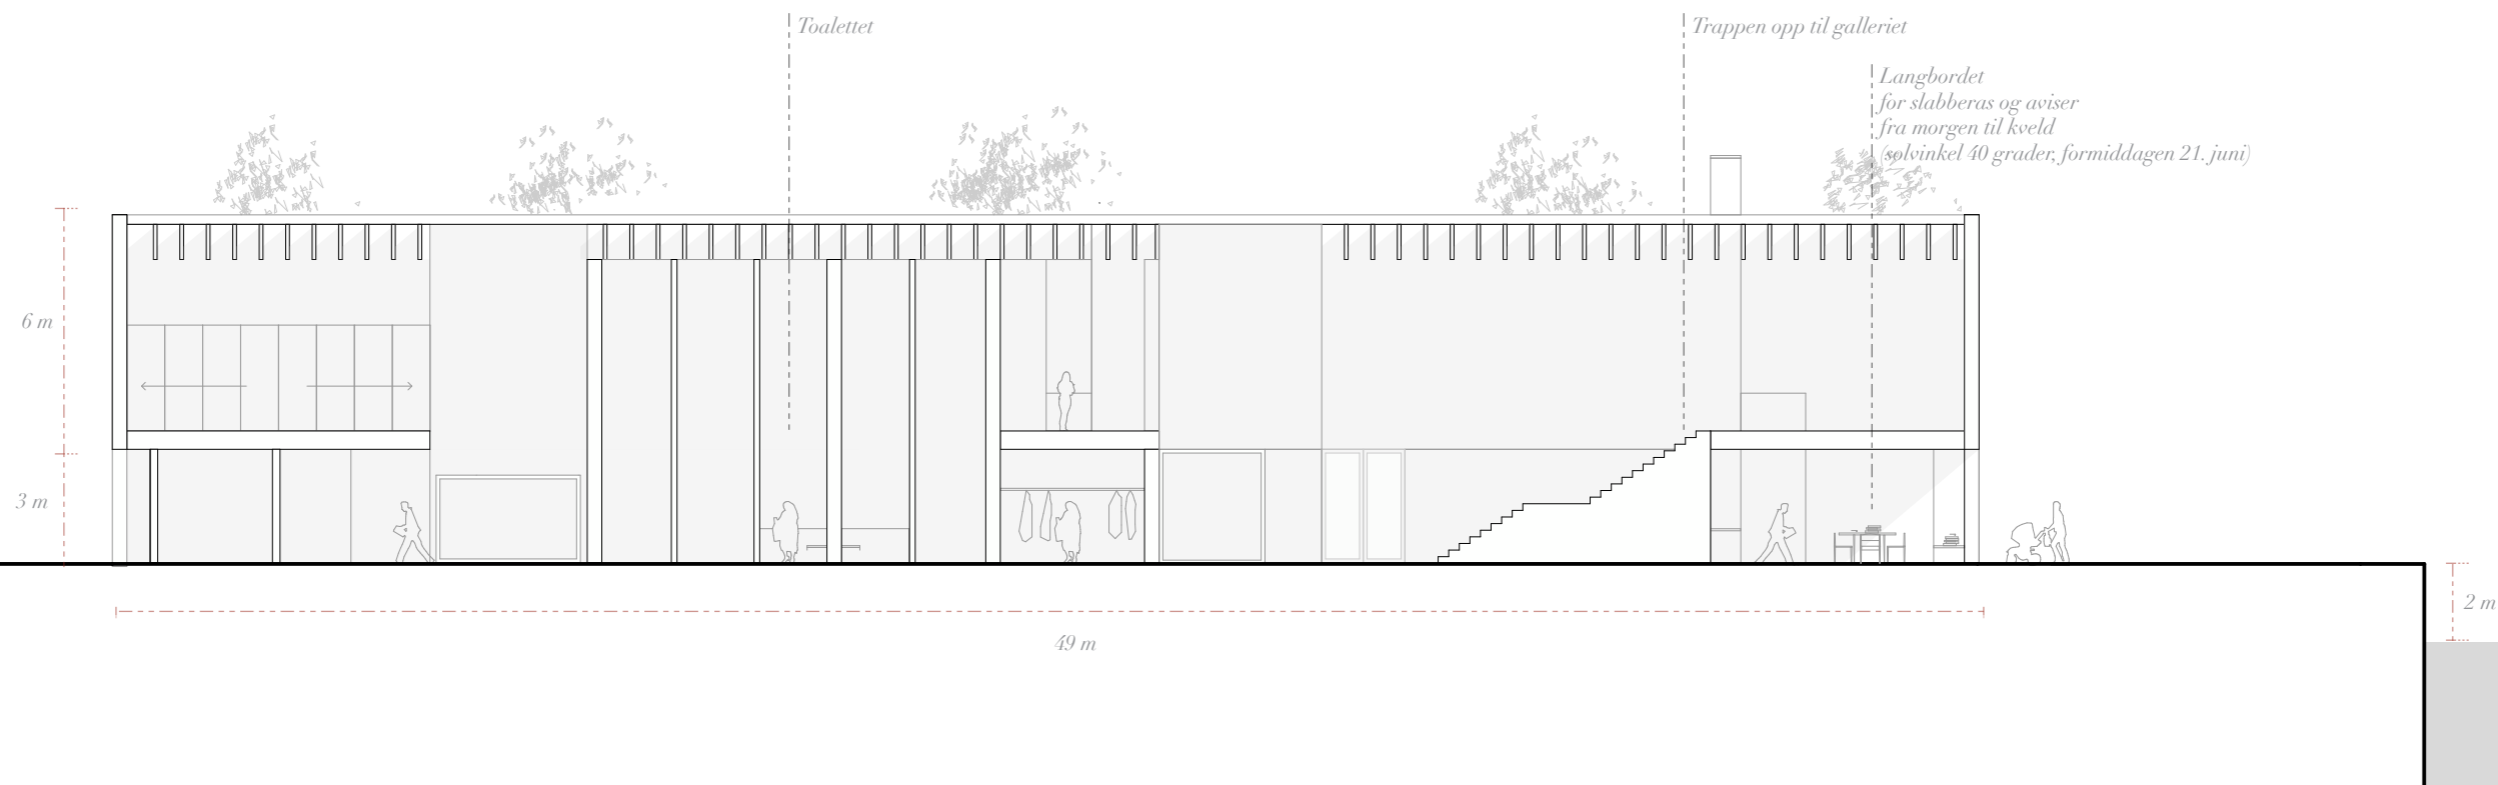 Toalettet
Trappen opp til galleriet
Langbordet
for slabberas og aviser
fra morgen til kveld
(solvinkel 40 grader, formiddagen 21. juni)
6 m
3 m
2 m
49 m